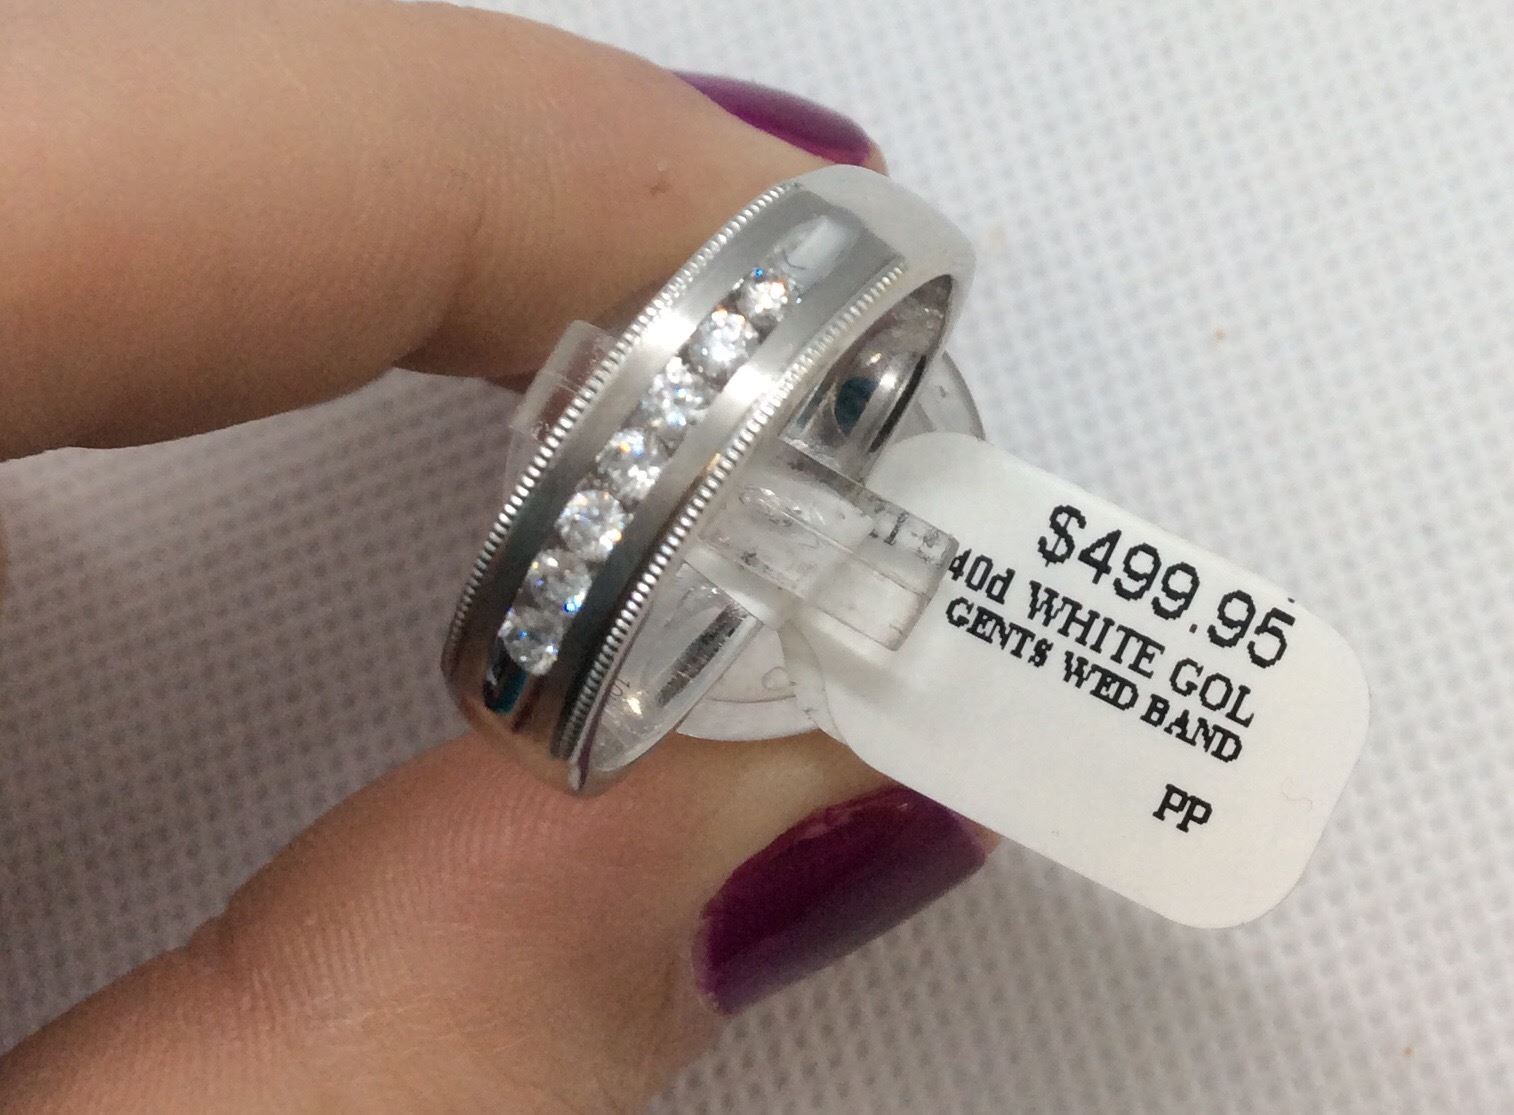 $499.95
40d WHITE GOL
GENTS WED BAND
PP